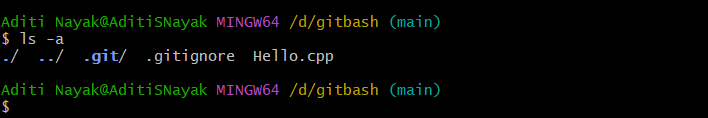 Aditi Nayak@AditiSNayak MINGW64 /d/gitbash (main)
$ ls -a
./  ../  .git/  .gitignore  Hello.cpp
Aditi Nayak@AditiSNayak MINGW64 /d/gitbash (main)
$